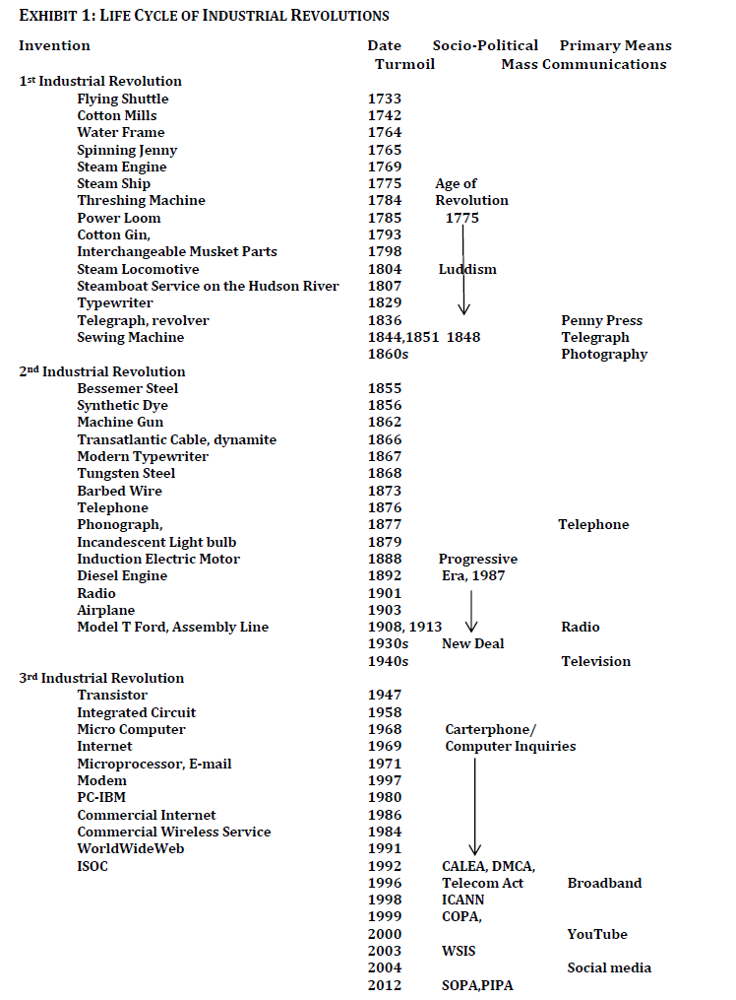 EXHIBIT 1: LIFE CYCLE OF INDUSTRIAL REVOLUTIONS
Invention Date Socio-Political Primary Means
Turmoil Mass Communications
1st Industrial Revolution
Flying Shuttle 1733
Cotton Mills 1742
Water Frame 1764
Spinning Jenny 1765
Steam Engine 1769
Steam Ship 1775 Age of
Threshing Machine 1784 Revolution
Power Loom 1785 1775
Cotton Gin, 1793
Interchangeable Musket Parts 1798
Steam Locomotive 1804 Luddism
Steamboat Service on the Hudson River 1807
Typewriter 1829
Telegraph, revolver 1836 Penny Press
Sewing Machine 1844,1851 1848 Telegraph
1860s Photography
2nd Industrial Revolution
Bessemer Steel 1855
Synthetic Dye 1856
Machine Gun 1862
Transatlantic Cable, dynamite 1866
Modern Typewriter 1867
Tungsten Steel 1868
Barbed Wire 1873
Telephone 1876
Phonograph, 1877 Telephone
Incandescent Light bulb 1879
Induction Electric Motor 1888 Progressive
Diesel Engine 1892 Era, 1987
Radio 1901
Airplane 1903
Model T Ford, Assembly Line 1908, 1913 Radio
1930s New Deal
1940s Television
3rd Industrial Revolution
Transistor 1947
Integrated Circuit 1958
Micro Computer 1968 Carterphone/
Internet 1969 Computer Inquiries
Microprocessor, E-mail 1971
Modem 1997
PC-IBM 1980
Commercial Internet 1986
Commercial Wireless Service 1984
WorldWideWeb 1991
ISOC 1992 CALEA, DMCA,
1996 Telecom Act Broadband
1998 ICANN
1999 COPA,
2000 YouTube
2003 WSIS
2004 Social media
2012 SOPA,PIPA